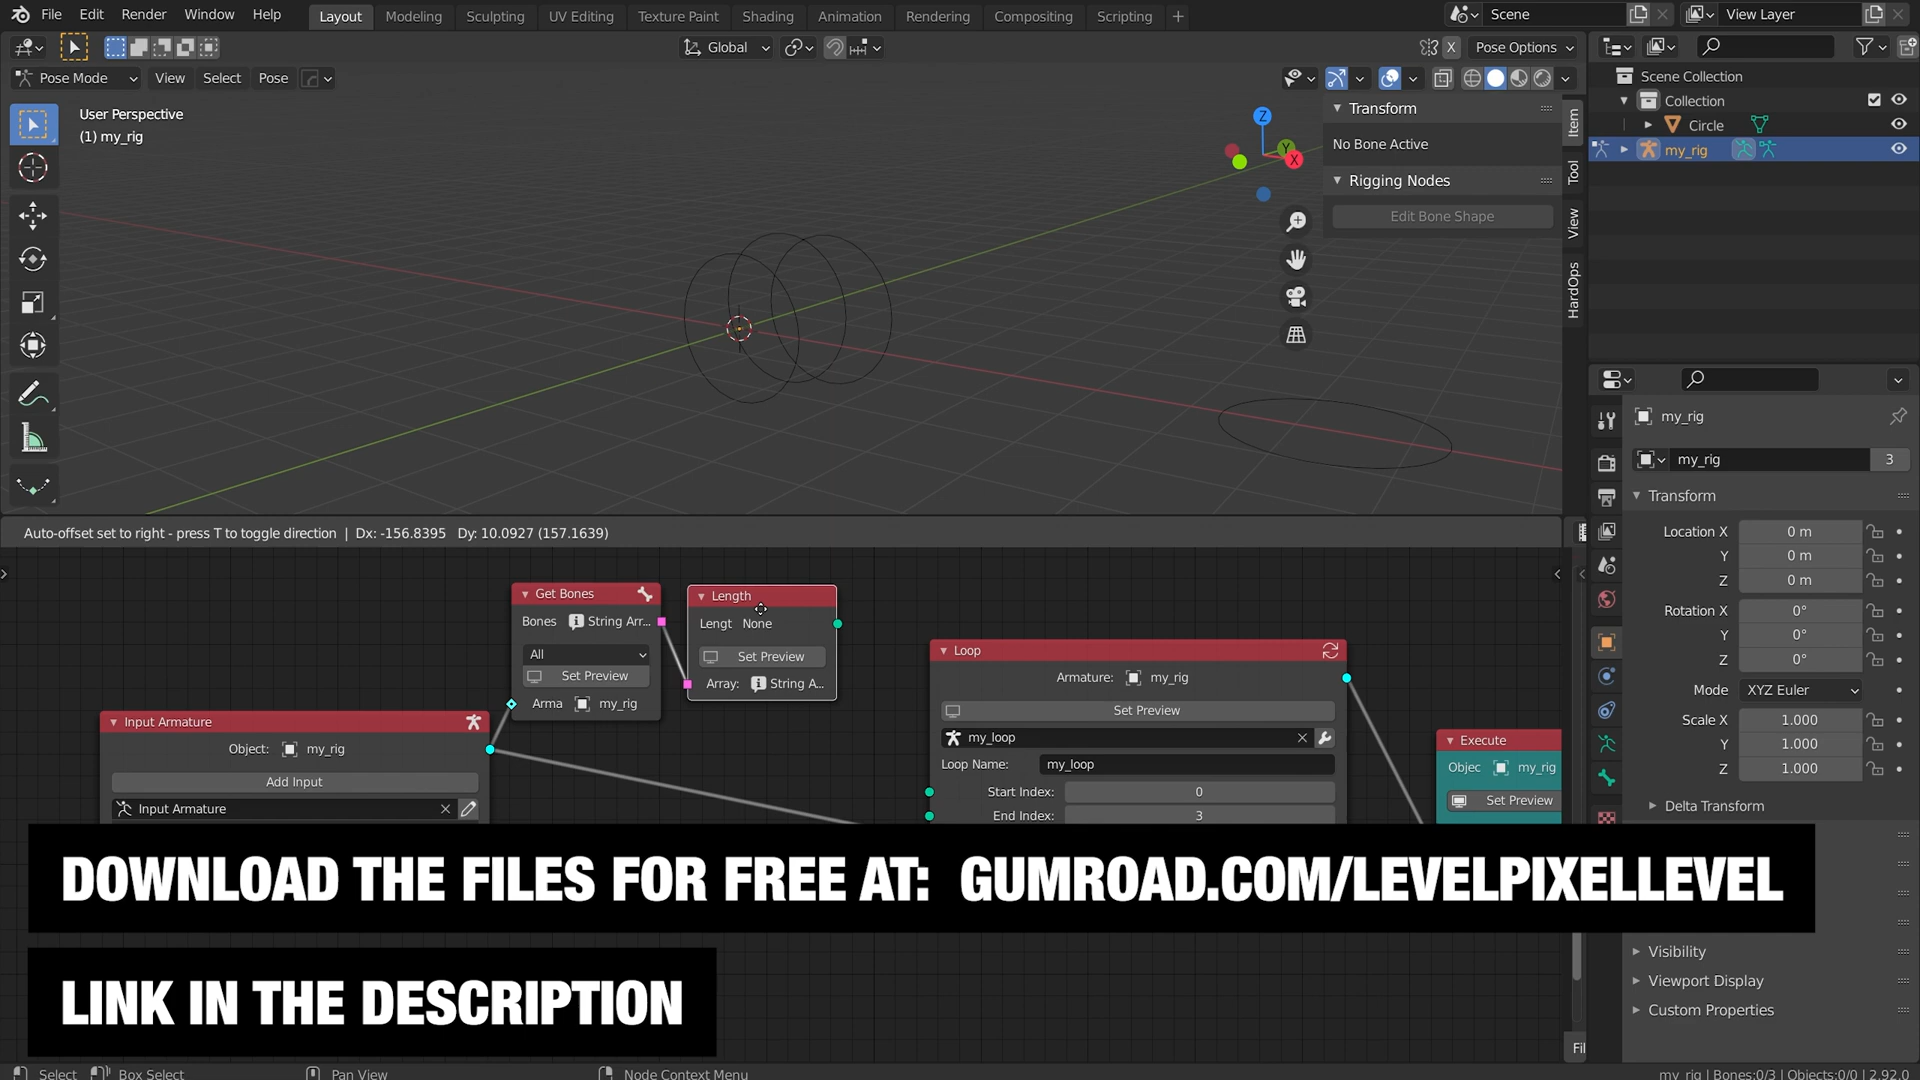 File Edit Render Window Help Layout Modeling Sculpting UV Editing Texture Paint Shading Animation Rendering Compositing Scripting + Scene View Layer
Global X Pose Options
Pose Mode View Select Pose
User Perspective
(1) my_rig
Z
Y
X
Transform
No Bone Active
Rigging Nodes
Edit Bone Shape
Item
Tool
View
HardOps
Scene Collection
Collection
Circle
my_rig
my_rig
my_rig 3
Transform
Location X 0 m
Y 0 m
Z 0 m
Rotation X 0°
Y 0°
Z 0°
Mode XYZ Euler
Scale X 1.000
Y 1.000
Z 1.000
Delta Transform
Visibility
Viewport Display
Custom Properties
Auto-offset set to right - press T to toggle direction | Dx: -156.8395 Dy: 10.0927 (157.1639)
Get Bones
Bones String Arr...
All
Set Preview
Arma my_rig
Length
Lengt None
Set Preview
Array: String A...
Input Armature
Object: my_rig
Add Input
Input Armature
Loop
Armature: my_rig
Set Preview
my_loop
Loop Name: my_loop
Start Index: 0
End Index: 3
Execute
Objec my_rig
Set Preview
DOWNLOAD THE FILES FOR FREE AT: GUMROAD.COM/LEVELPIXELLEVEL
LINK IN THE DESCRIPTION
Fil
Select Box Select Pan View Node Context Menu my_rig | Bones:0/3 | Objects:0/0 | 2.92.0